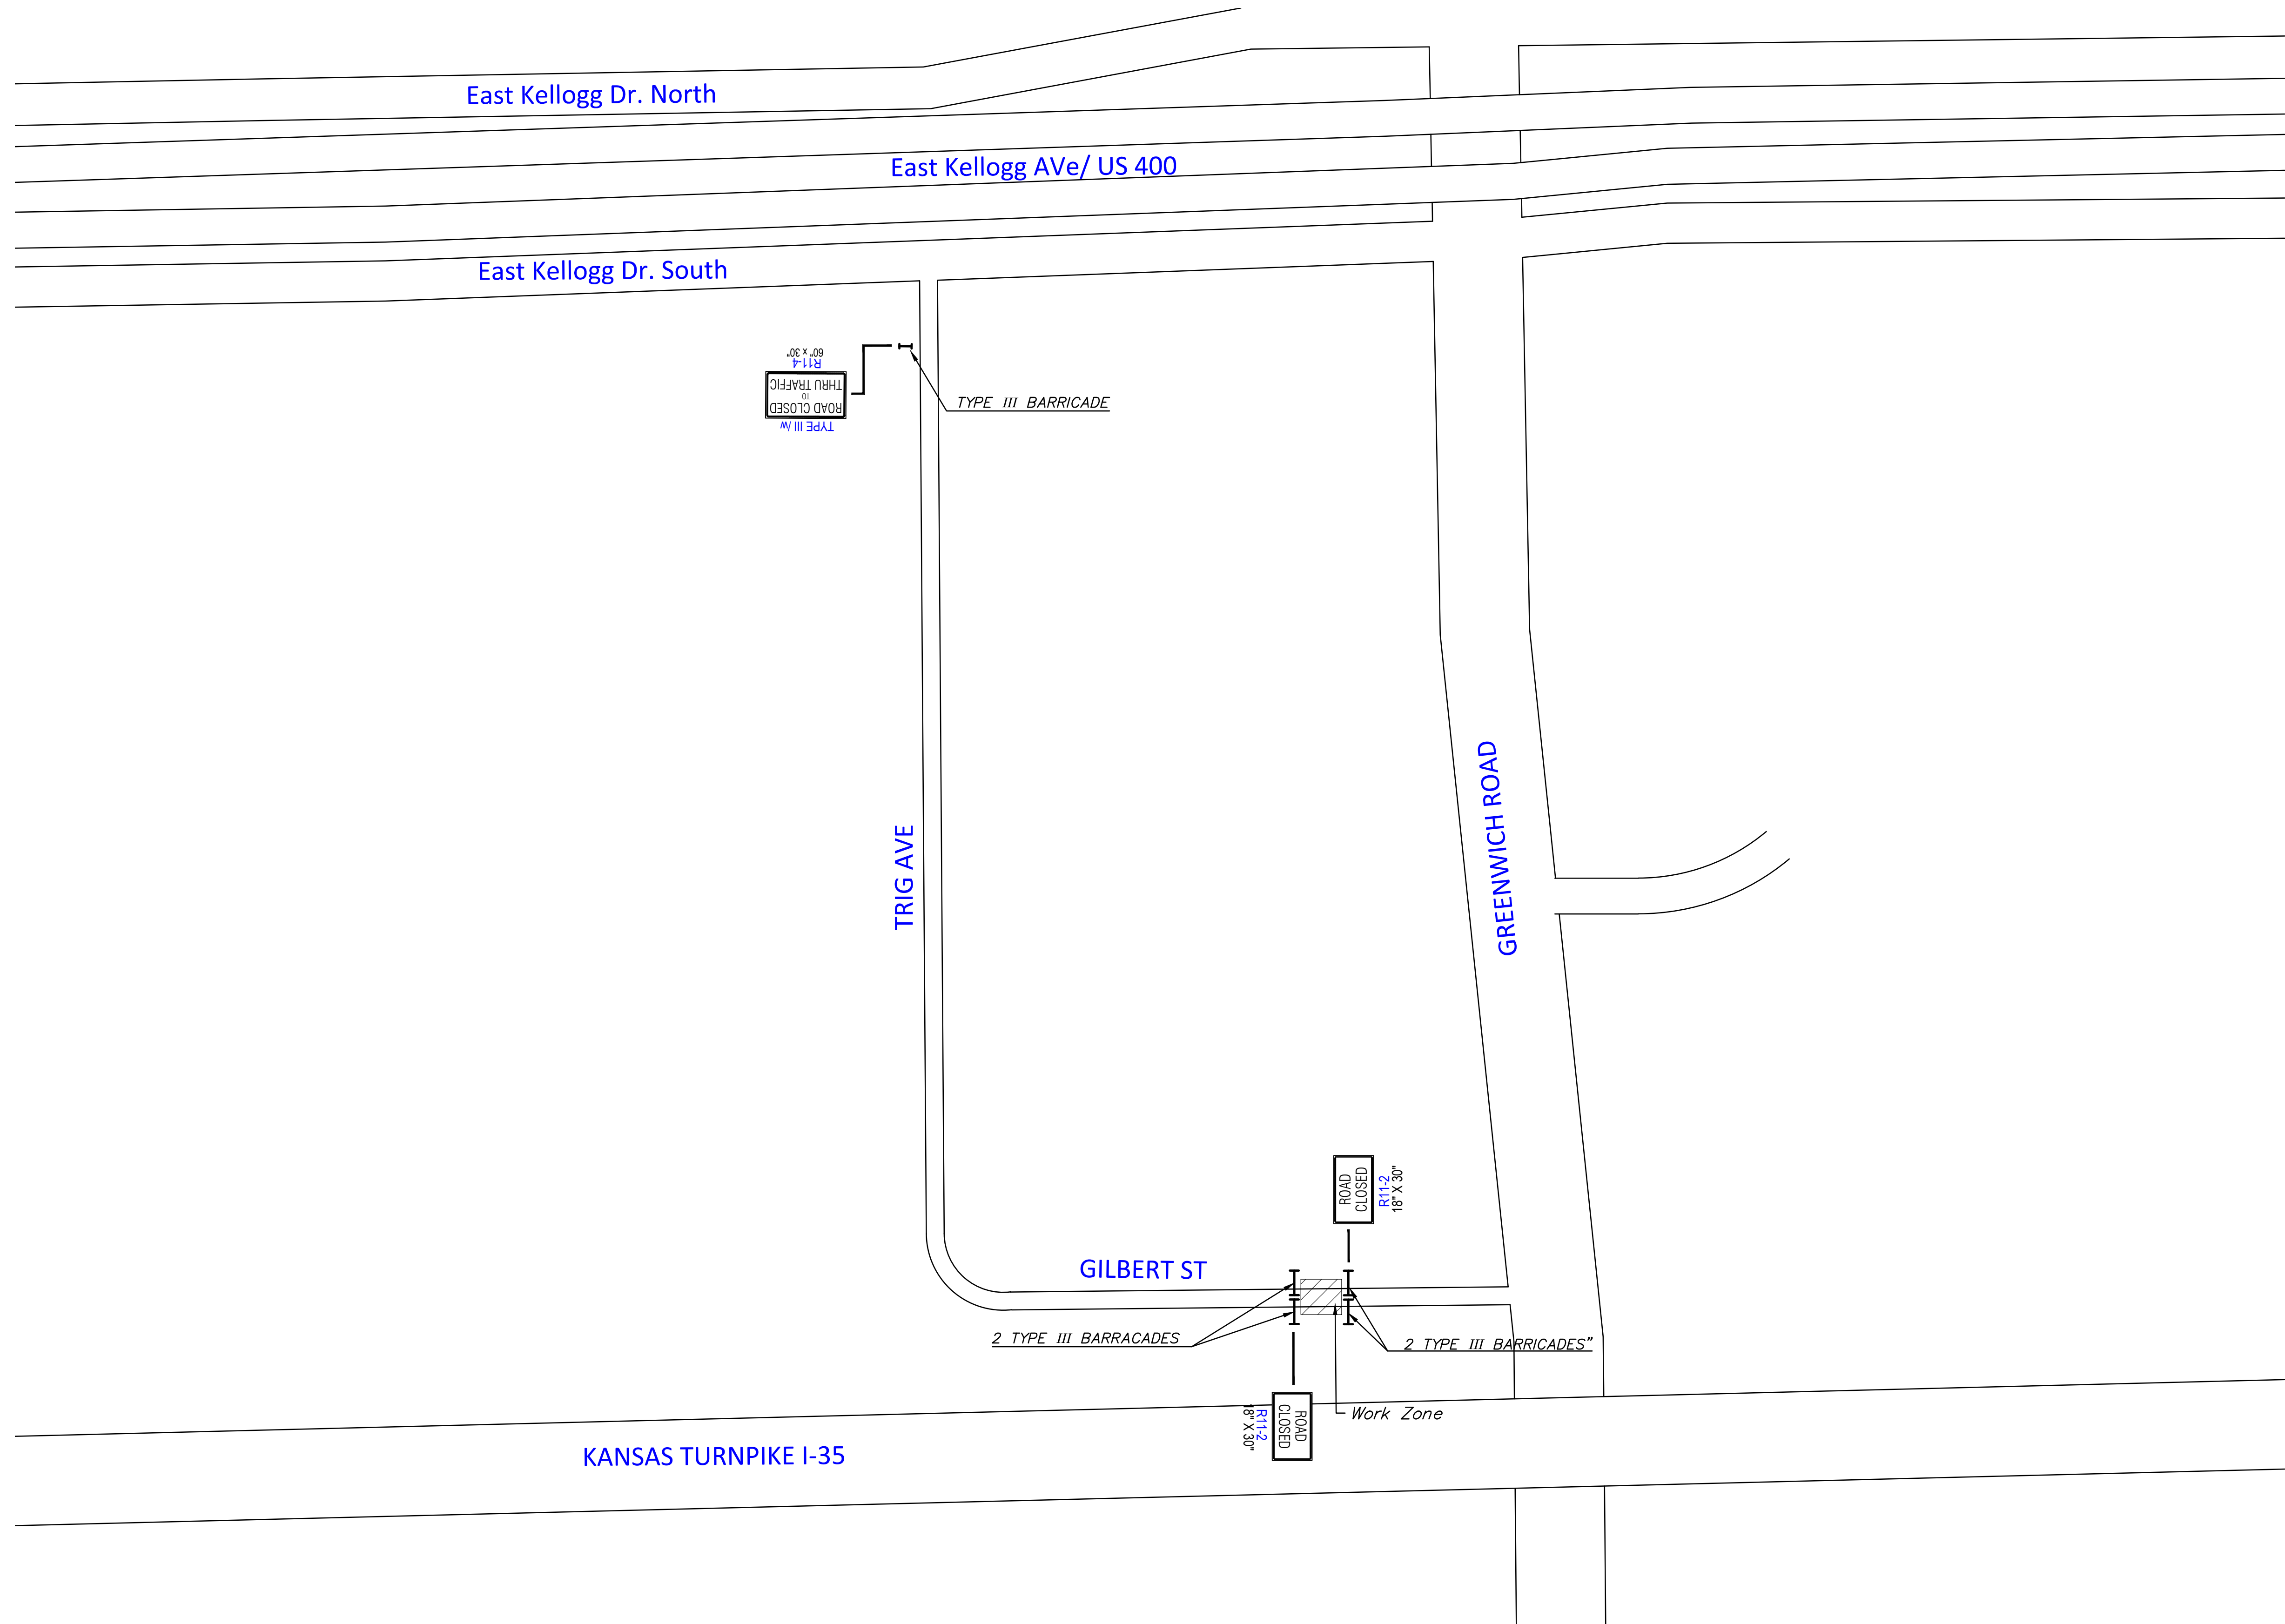 East Kellogg Dr. North
East Kellogg AVe/ US 400
East Kellogg Dr. South
TYPE III /w
ROAD CLOSED
TO
THRU TRAFFIC
R11-4
60" x 30"
TYPE III BARRICADE
TRIG AVE
GREENWICH ROAD
ROAD
CLOSED
R11-2
18" X 30"
GILBERT ST
2 TYPE III BARRACADES
2 TYPE III BARRICADES"
ROAD
CLOSED
R11-2
18" X 30"
Work Zone
KANSAS TURNPIKE I-35